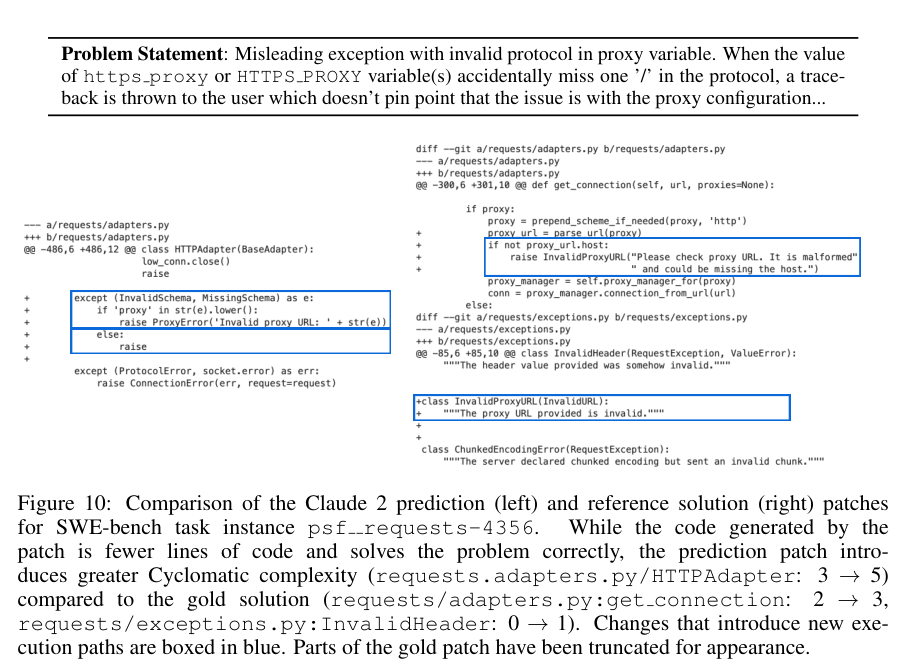 Problem Statement: Misleading exception with invalid protocol in proxy variable. When the value
of https_proxy or HTTPS_PROXY variable(s) accidentally miss one ’/’ in the protocol, a trace-
back is thrown to the user which doesn’t pin point that the issue is with the proxy configuration...
--- a/requests/adapters.py
+++ b/requests/adapters.py
@@ -486,6 +486,12 @@ class HTTPAdapter(BaseAdapter):
                    low_conn.close()
                    raise

+       except (InvalidSchema, MissingSchema) as e:
+           if 'proxy' in str(e).lower():
+               raise ProxyError('Invalid proxy URL: ' + str(e))
+           else:
+               raise
+
        except (ProtocolError, socket.error) as err:
            raise ConnectionError(err, request=request)
diff --git a/requests/adapters.py b/requests/adapters.py
--- a/requests/adapters.py
+++ b/requests/adapters.py
@@ -300,6 +301,10 @@ def get_connection(self, url, proxies=None):

        if proxy:
            proxy = prepend_scheme_if_needed(proxy, 'http')
+           proxy_url = parse_url(proxy)
+           if not proxy_url.host:
+               raise InvalidProxyURL("Please check proxy URL. It is malformed"
+                                     " and could be missing the host.")
            proxy_manager = self.proxy_manager_for(proxy)
            conn = proxy_manager.connection_from_url(url)
        else:
diff --git a/requests/exceptions.py b/requests/exceptions.py
--- a/requests/exceptions.py
+++ b/requests/exceptions.py
@@ -85,6 +85,10 @@ class InvalidHeader(RequestException, ValueError):
    """The header value provided was somehow invalid."""

+class InvalidProxyURL(InvalidURL):
+    """The proxy URL provided is invalid."""
+
+
 class ChunkedEncodingError(RequestException):
    """The server declared chunked encoding but sent an invalid chunk."""
Figure 10: Comparison of the Claude 2 prediction (left) and reference solution (right) patches
for SWE-bench task instance psf__requests-4356. While the code generated by the
patch is fewer lines of code and solves the problem correctly, the prediction patch intro-
duces greater Cyclomatic complexity (requests.adapters.py/HTTPAdapter: 3 → 5)
compared to the gold solution (requests/adapters.py:get_connection: 2 → 3,
requests/exceptions.py:InvalidHeader: 0 → 1). Changes that introduce new exe-
cution paths are boxed in blue. Parts of the gold patch have been truncated for appearance.